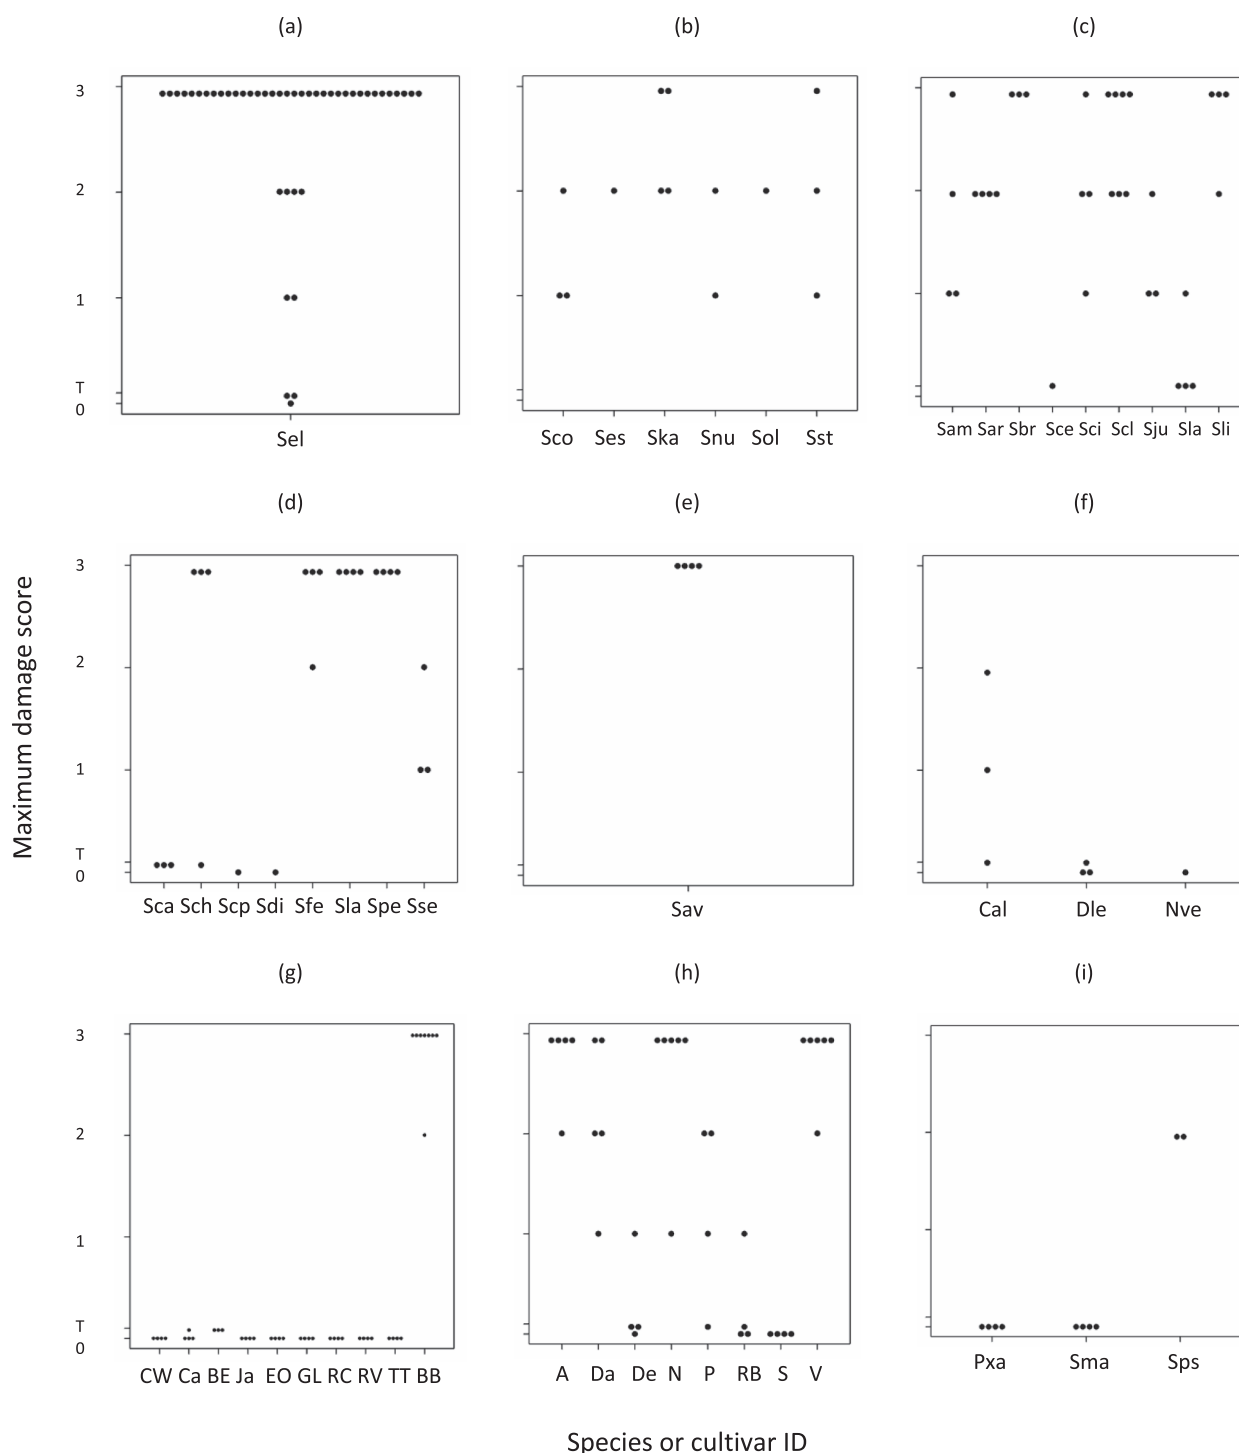 (a) (b) (c)
3
2
1
T
0
Sel
Sco Ses Ska Snu Sol Sst
Sam Sar Sbr Sce Sci Scl Sju Sla Sli
(d) (e) (f)
Maximum damage score
3
2
1
T
0
Sca Sch Scp Sdi Sfe Sla Spe Sse
Sav
Cal Dle Nve
(g) (h) (i)
3
2
1
T
0
CW Ca BE Ja EO GL RC RV TT BB
A Da De N P RB S V
Pxa Sma Sps
Species or cultivar ID